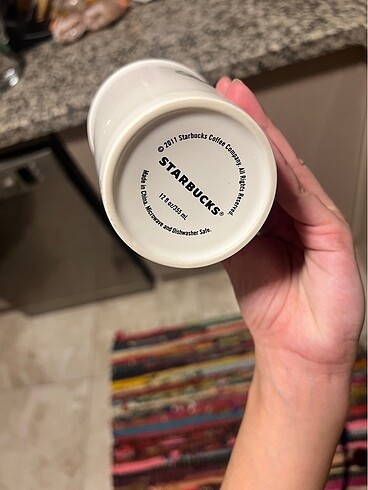 © 2011 Starbucks Coffee Company. All Rights Reserved.
STARBUCKS®
12 fl oz/355 mL
Made in China. Microwave and Dishwasher Safe.